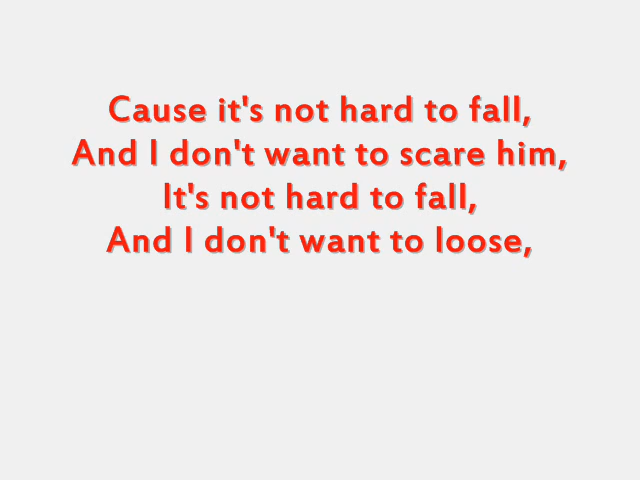 Cause it's not hard to fall,
And I don't want to scare him,
It's not hard to fall,
And I don't want to loose,